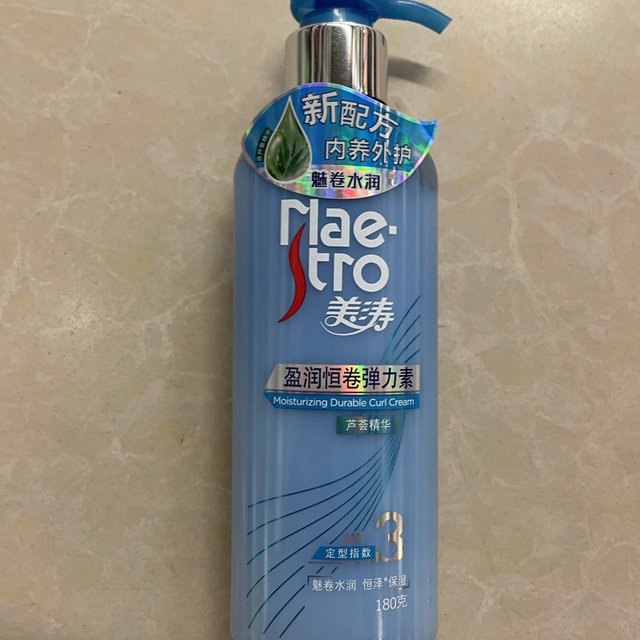 新配方
内养外护
魅卷水润
Mae·
stro
美涛
盈润恒卷弹力素
Moisturizing Durable Curl Cream
芦荟精华
3
定型指数
魅卷水润 恒泽*保湿
180克